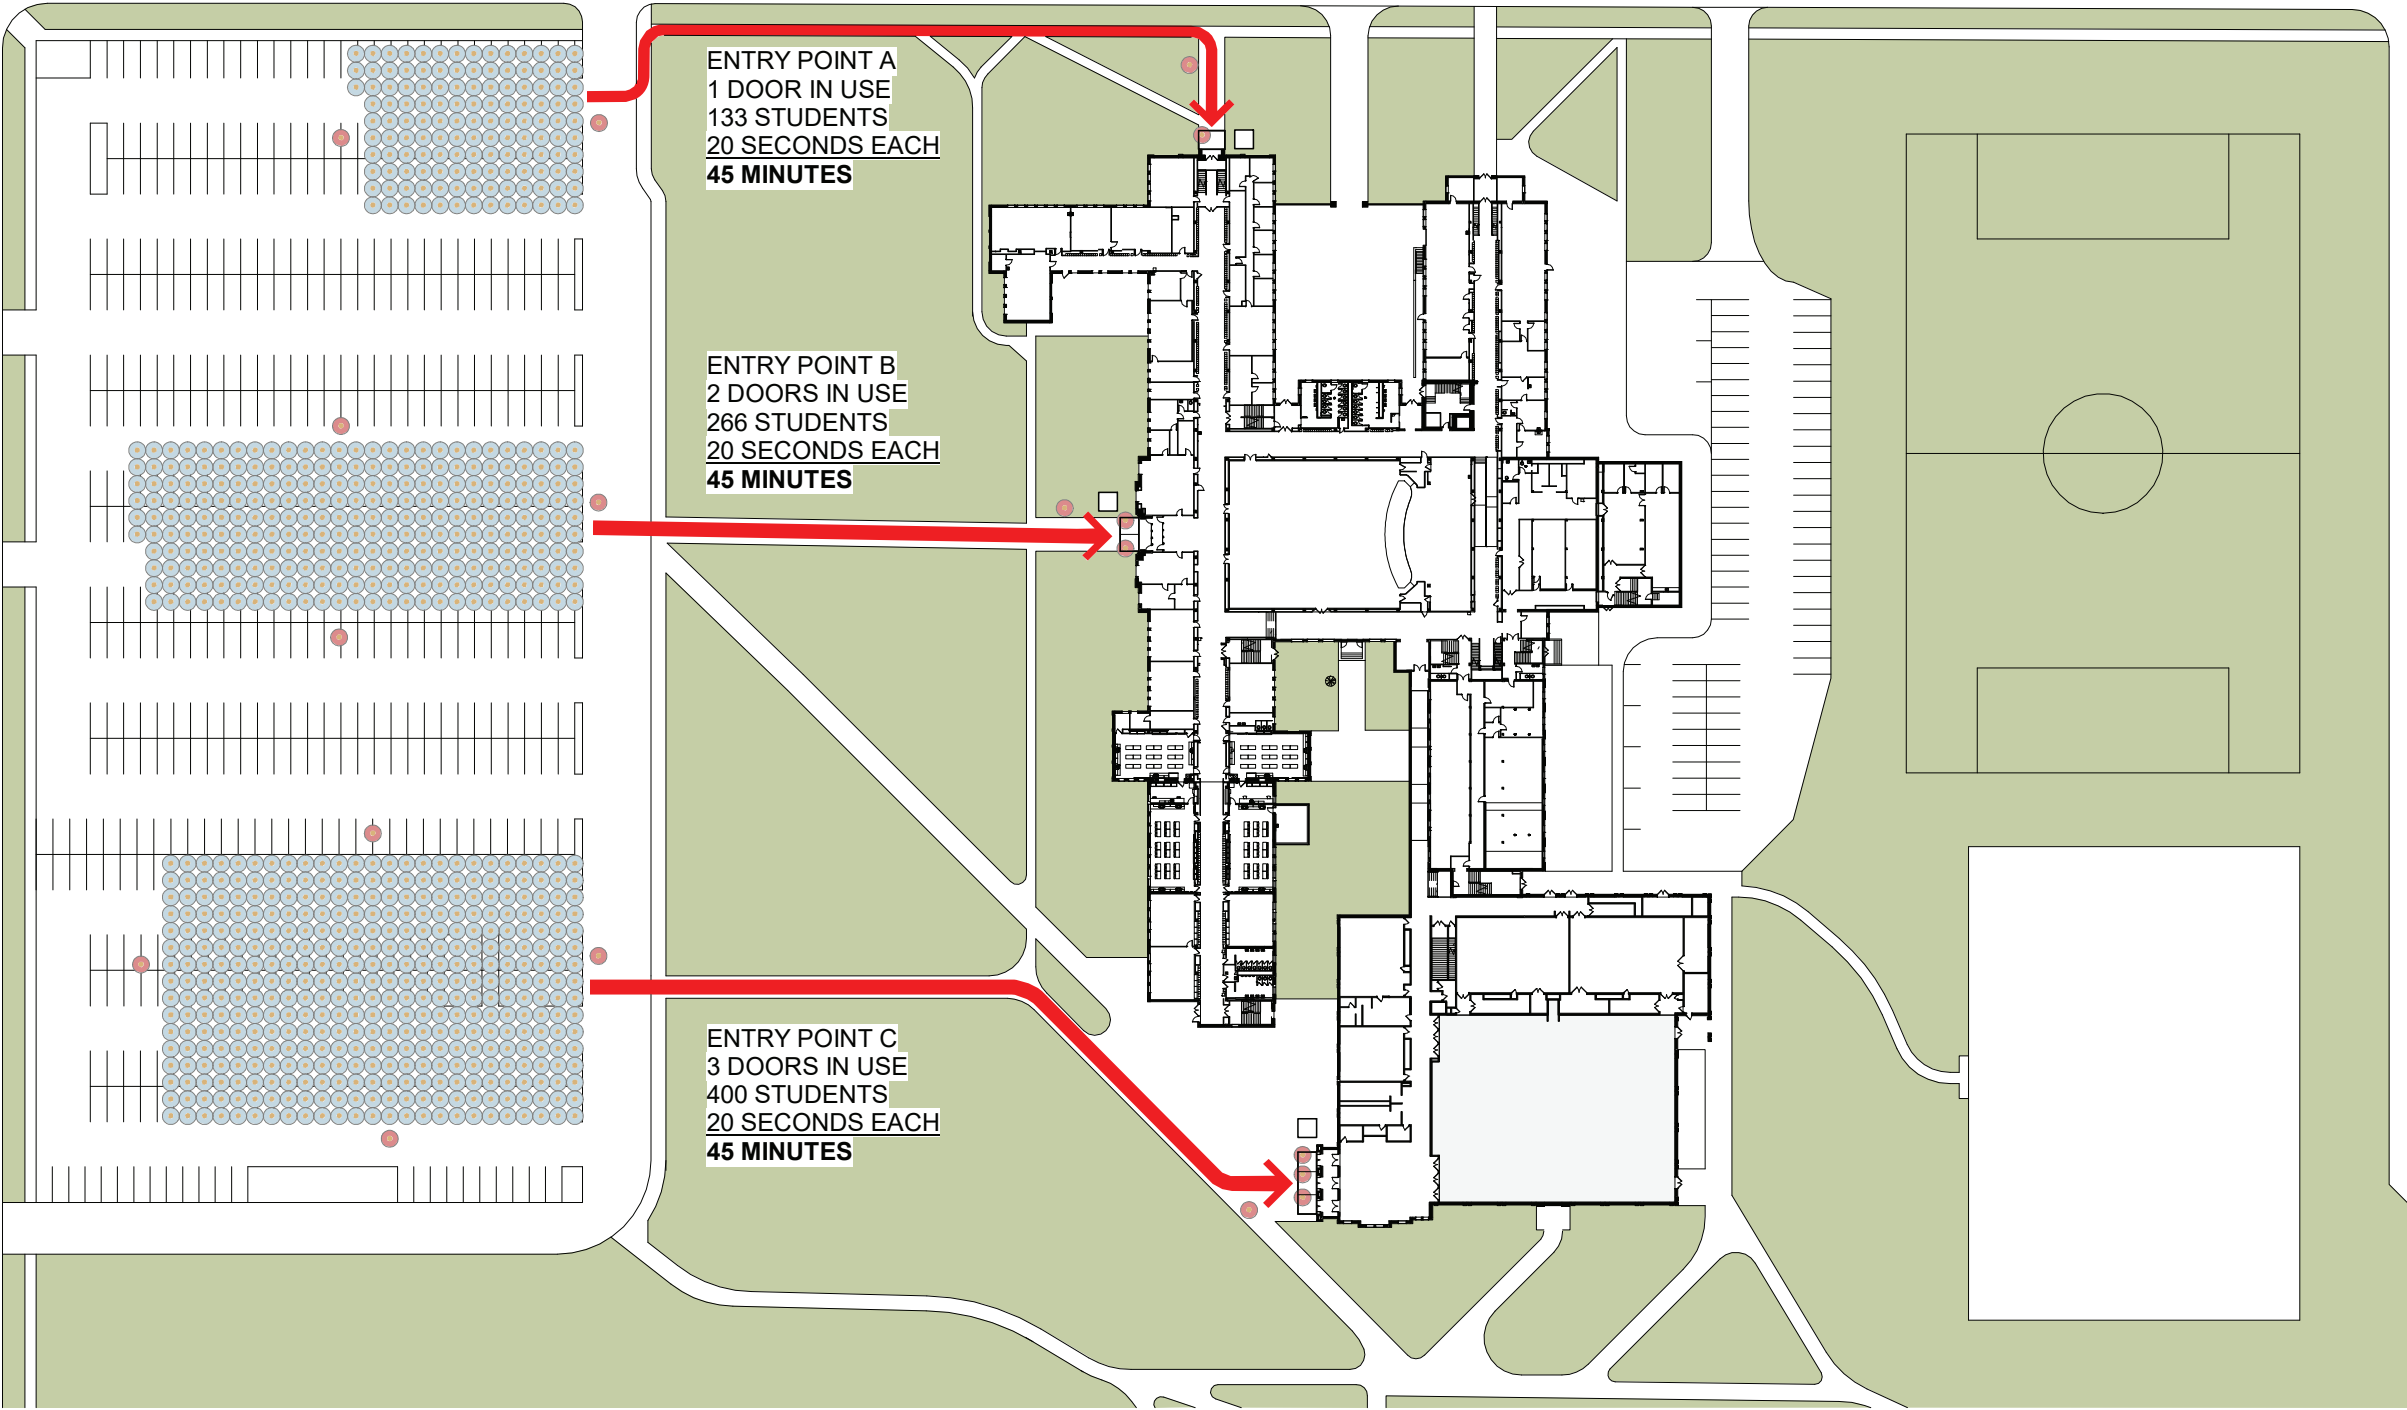 ENTRY POINT A
1 DOOR IN USE
133 STUDENTS
20 SECONDS EACH
45 MINUTES
ENTRY POINT B
2 DOORS IN USE
266 STUDENTS
20 SECONDS EACH
45 MINUTES
ENTRY POINT C
3 DOORS IN USE
400 STUDENTS
20 SECONDS EACH
45 MINUTES